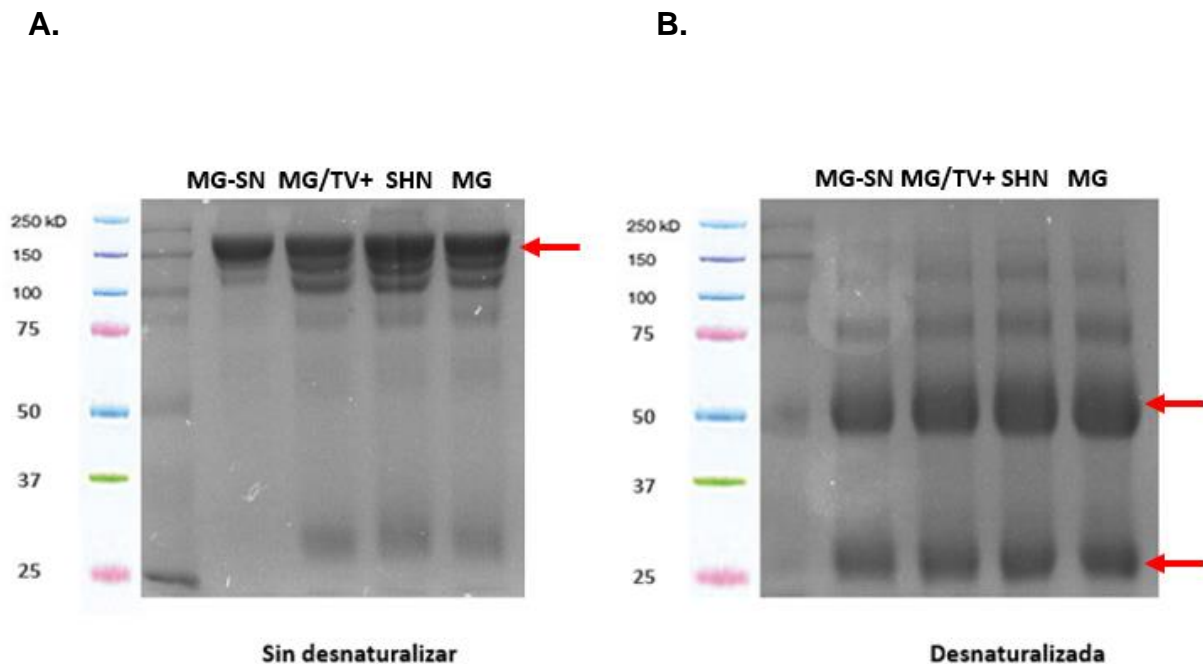 A.
B.
MG-SN MG/TV+ SHN MG
250 kD
150
100
75
50
37
25
Sin desnaturalizar
MG-SN MG/TV+ SHN MG
250 kD
150
100
75
50
37
25
Desnaturalizada